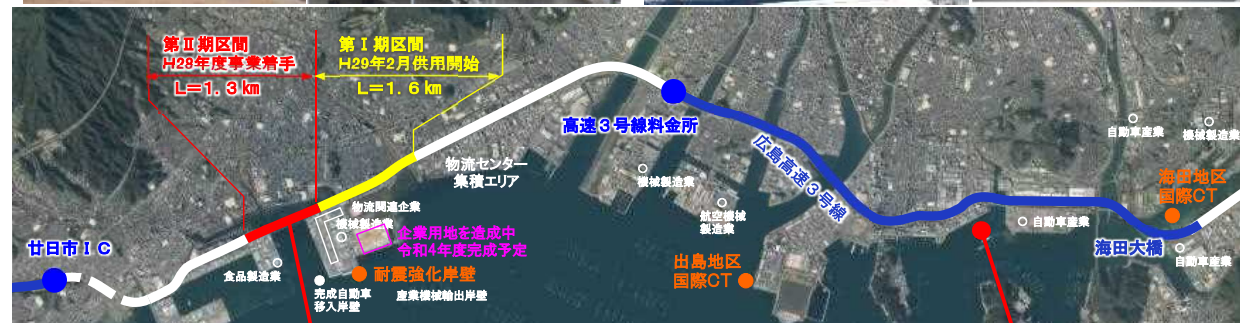 第Ⅱ期区間
H28年度事業着手
L=1.3㎞
第Ⅰ期区間
H29年2月供用開始
L=1.6㎞
高速3号線料金所
物流センター
集積エリア
広島高速3号線
機械製造業
航空機械
製造業
自動車産業
機械製造業
海田地区
国際CT
自動車産業
海田大橋
自動車産業
廿日市IC
食品製造業
物流関連企業
機械製造業
企業用地を造成中
令和4年度完成予定
耐震強化岸壁
完成自動車
移入岸壁
産業機械輸出岸壁
出島地区
国際CT